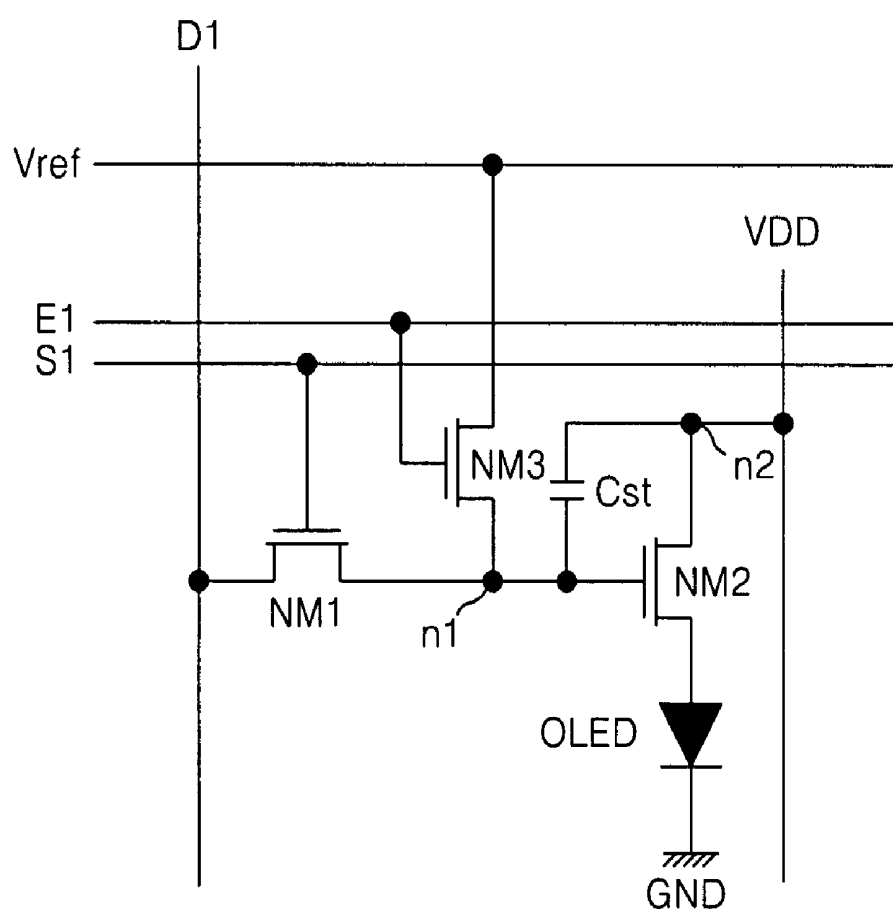 D1
Vref
VDD
E1
S1
NM3
Cst
n2
NM1
n1
NM2
OLED
GND